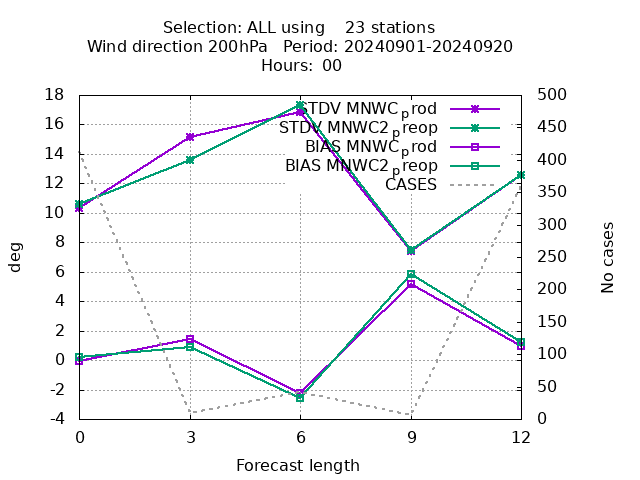 Selection: ALL using    23 stations
Wind direction 200hPa   Period: 20240901-20240920
Hours: 00
18
16
14
12
10
8
6
4
2
0
-2
-4
500
450
400
350
300
250
200
150
100
50
0
deg
No cases
STDV MNWC_prod
STDV MNWC2_preop
BIAS MNWC_prod
BIAS MNWC2_preop
CASES
0 3 6 9 12
Forecast length